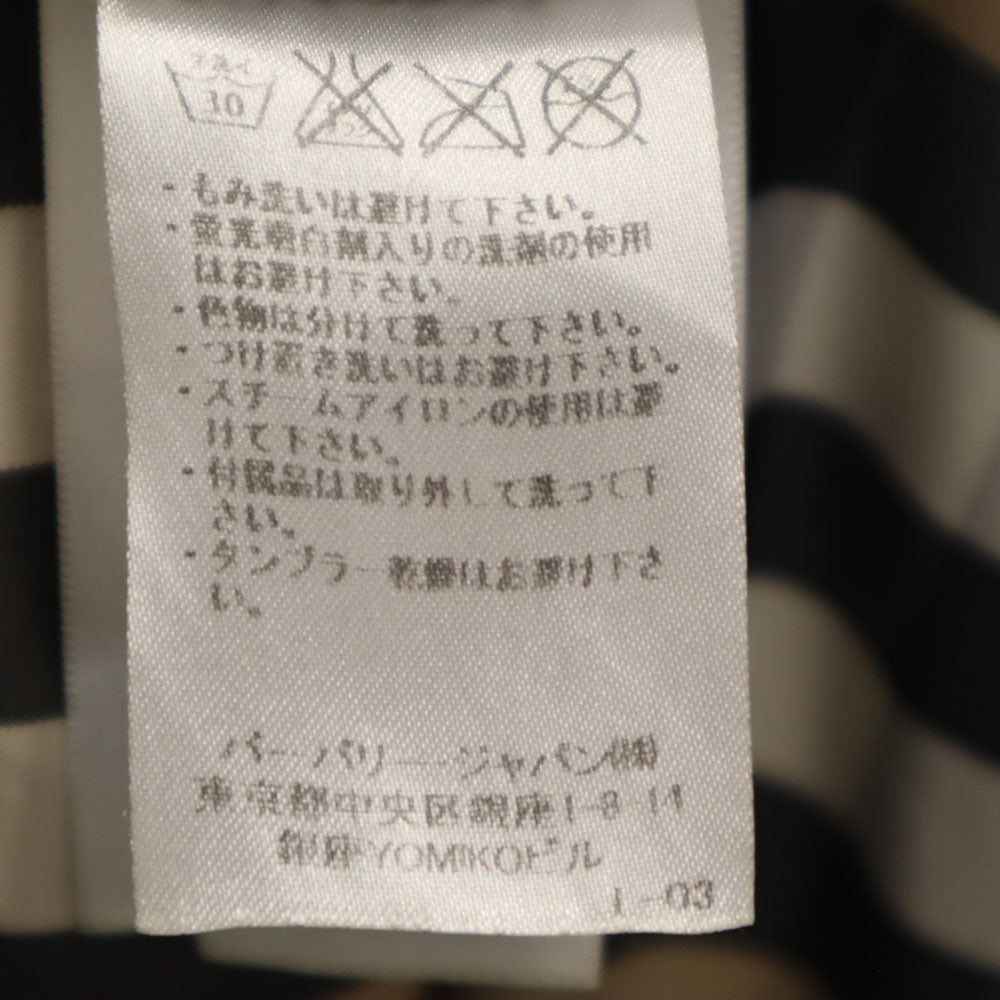 手洗イ
30
・もみ洗いは避けて下さい。
・蛍光増白剤入りの洗剤の使用
はお避け下さい。
・色物は分けて洗って下さい。
・つけ置き洗いはお避け下さい。
・スチームアイロンの使用は避
けて下さい。
・付属品は取り外して洗って下
さい。
・タンブラー乾燥はお避け下さ
い。
バーバリー・ジャパン(株)
東京都中央区銀座1-8-14
銀座YOMIKOビル
1-03